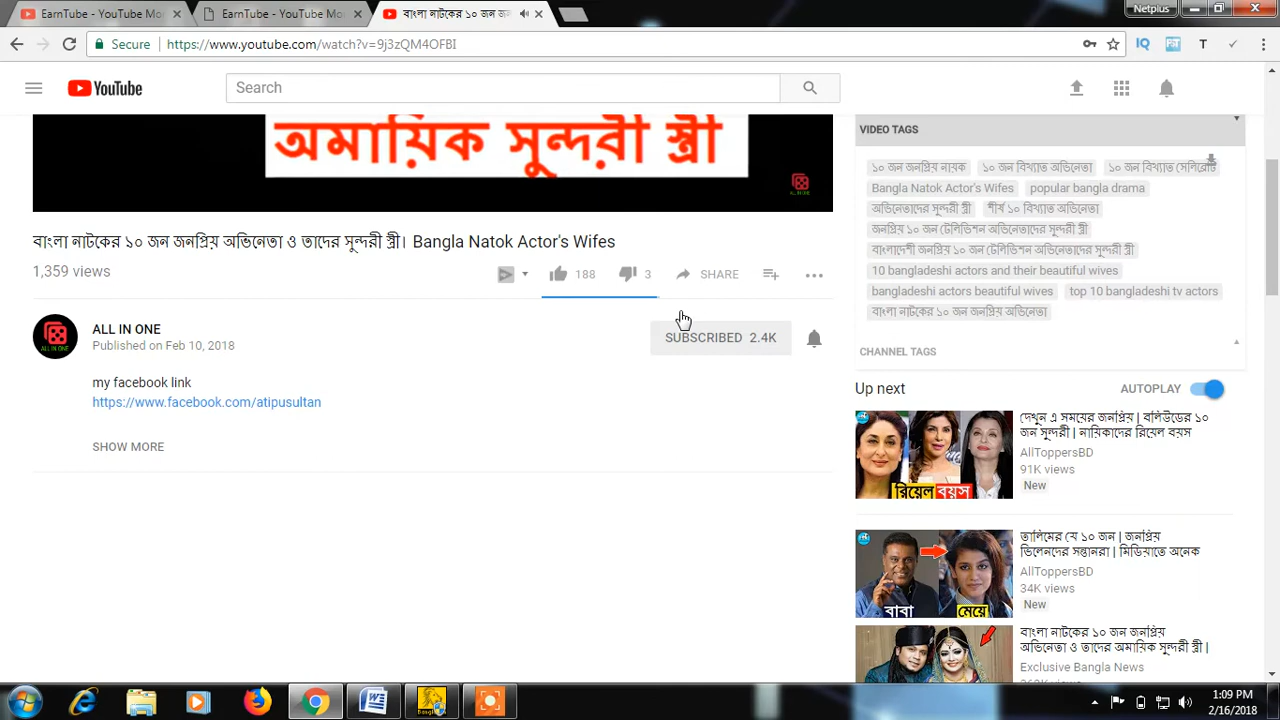 EarnTube - YouTube Mo
EarnTube - YouTube Mo
বাংলা নাটকের ১০ জন জন
Netplus
Secure
https://www.youtube.com/watch?v=9j3zQM4OFBI
YouTube
Search
অমায়িক সুন্দরী স্ত্রী
ALL IN ONE
বাংলা নাটকের ১০ জন জনপ্রিয় অভিনেতা ও তাদের সুন্দরী স্ত্রী। Bangla Natok Actor's Wifes
1,359 views
188
3
SHARE
ALL IN ONE
ALL IN ONE
Published on Feb 10, 2018
SUBSCRIBED 2.4K
my facebook link
https://www.facebook.com/atipusultan
SHOW MORE
VIDEO TAGS
১০ জন জনপ্রিয় নায়ক ১০ জন বিখ্যাত অভিনেতা ১০ জন বিখ্যাত সেলিব্রেটি
Bangla Natok Actor's Wifes popular bangla drama
অভিনেতাদের সুন্দরী স্ত্রী শীর্ষ ১০ বিখ্যাত অভিনেতা
জনপ্রিয় ১০ জন টেলিভিশন অভিনেতাদের সুন্দরী স্ত্রী
বাংলাদেশী জনপ্রিয় ১০ জন টেলিভিশন অভিনেতাদের সুন্দরী স্ত্রী
10 bangladeshi actors and their beautiful wives
bangladeshi actors beautiful wives top 10 bangladeshi tv actors
বাংলা নাটকের ১০ জন জনপ্রিয় অভিনেতা
CHANNEL TAGS
Up next
AUTOPLAY
রিয়েল বয়স
দেখুন এ সময়ের জনপ্রিয় | বলিউডের ১০
জন সুন্দরী | নায়িকাদের রিয়েল বয়স
AllToppersBD
91K views
New
বাবা
মেয়ে
তালিমের যে ১০ জন | জনপ্রিয়
ভিলেনদের সন্তানরা | মিডিয়াতে অনেক
AllToppersBD
34K views
New
বাংলা নাটকের ১০ জন জনপ্রিয়
অভিনেতা ও তাদের অমায়িক সুন্দরী স্ত্রী |
Exclusive Bangla News
1:09 PM
2/16/2018